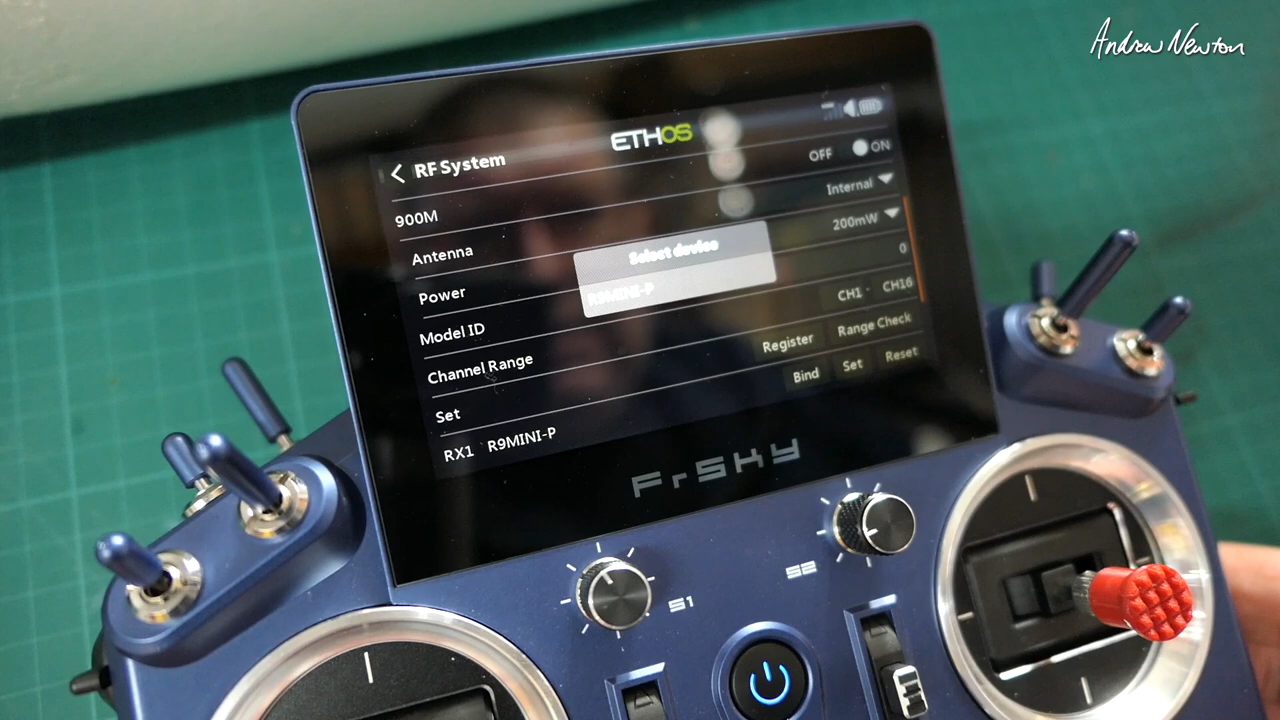 Andrew Newton
ETHOS
RF System
900M OFF ON
Antenna Internal
Power 200mW
Model ID 0
Channel Range CH1 - CH16
Set Register Range Check
RX1 R9MINI-P Bind Set Reset
Select device
R9MINI-P
FrSKY
S1
S2